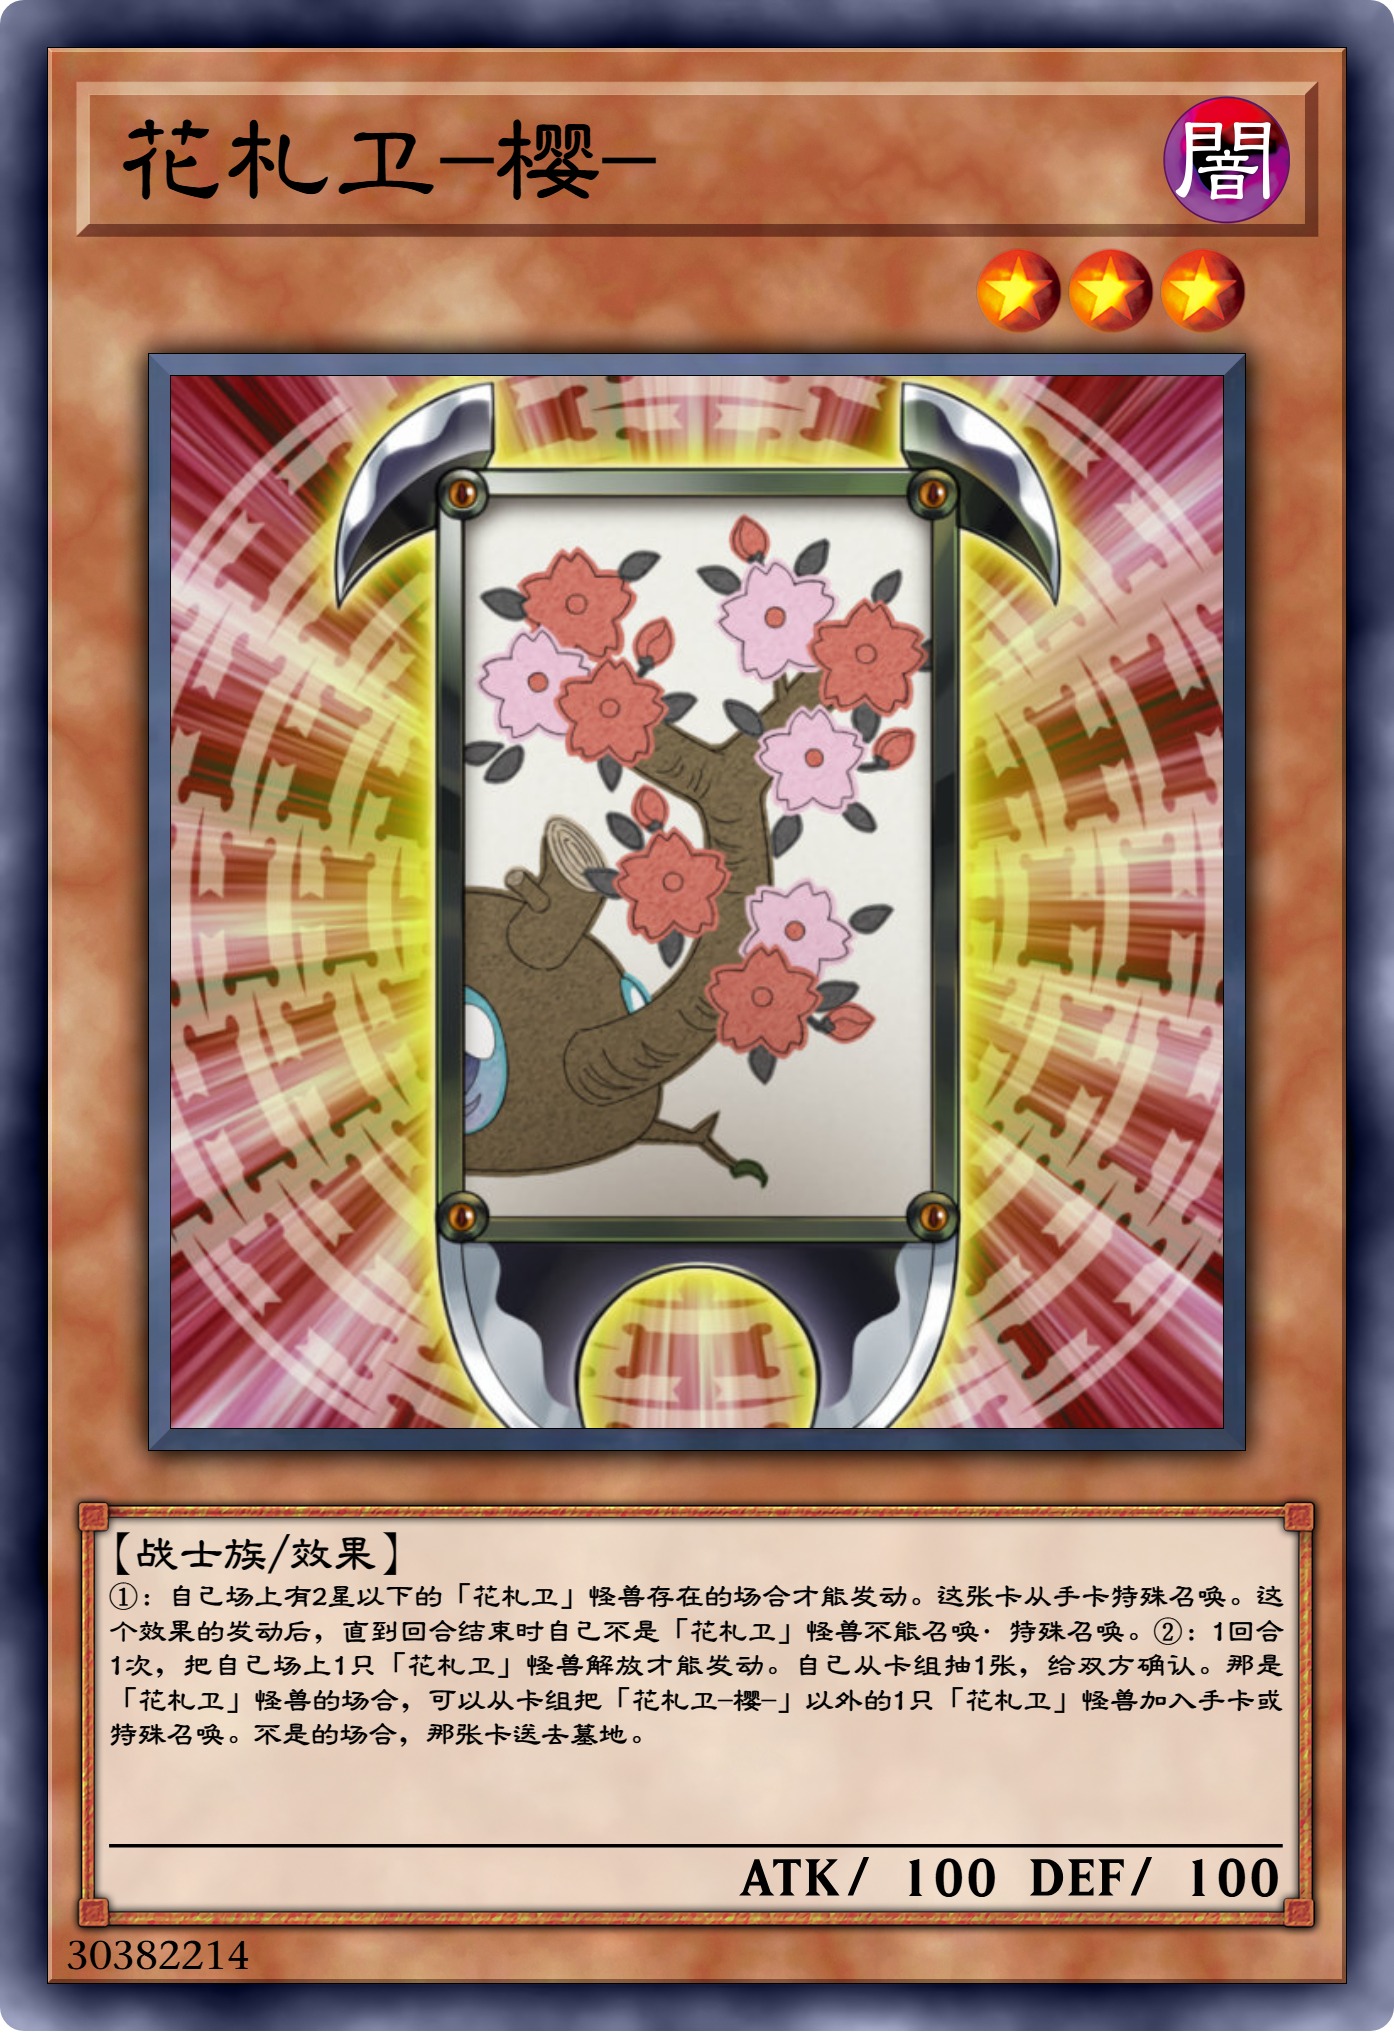 花札卫-樱-
闇
【战士族/效果】
①：自己场上有2星以下的「花札卫」怪兽存在的场合才能发动。这张卡从手卡特殊召唤。这
个效果的发动后，直到回合结束时自己不是「花札卫」怪兽不能召唤·特殊召唤。②：1回合
1次，把自己场上1只「花札卫」怪兽解放才能发动。自己从卡组抽1张，给双方确认。那是
「花札卫」怪兽的场合，可以从卡组把「花札卫-樱-」以外的1只「花札卫」怪兽加入手卡或
特殊召唤。不是的场合，那张卡送去墓地。
ATK/ 100 DEF/ 100
30382214